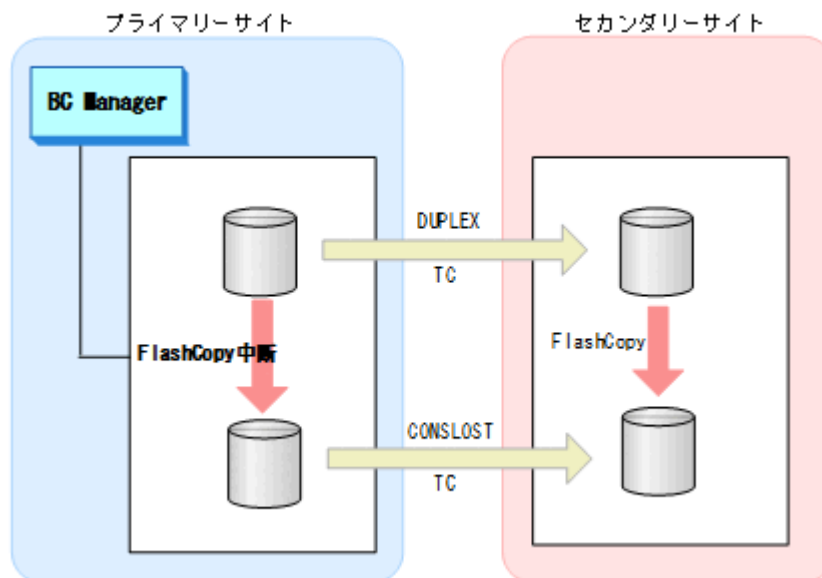 プライマリーサイト
セカンダリーサイト
BC Manager
DUPLEX
TC
FlashCopy中断
FlashCopy
CONSLOST
TC